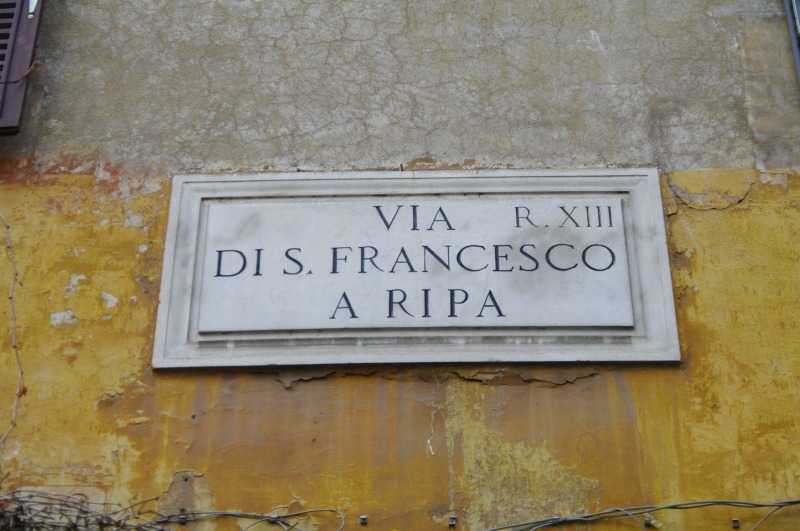 VIA R. XIII
DI S. FRANCESCO
A RIPA